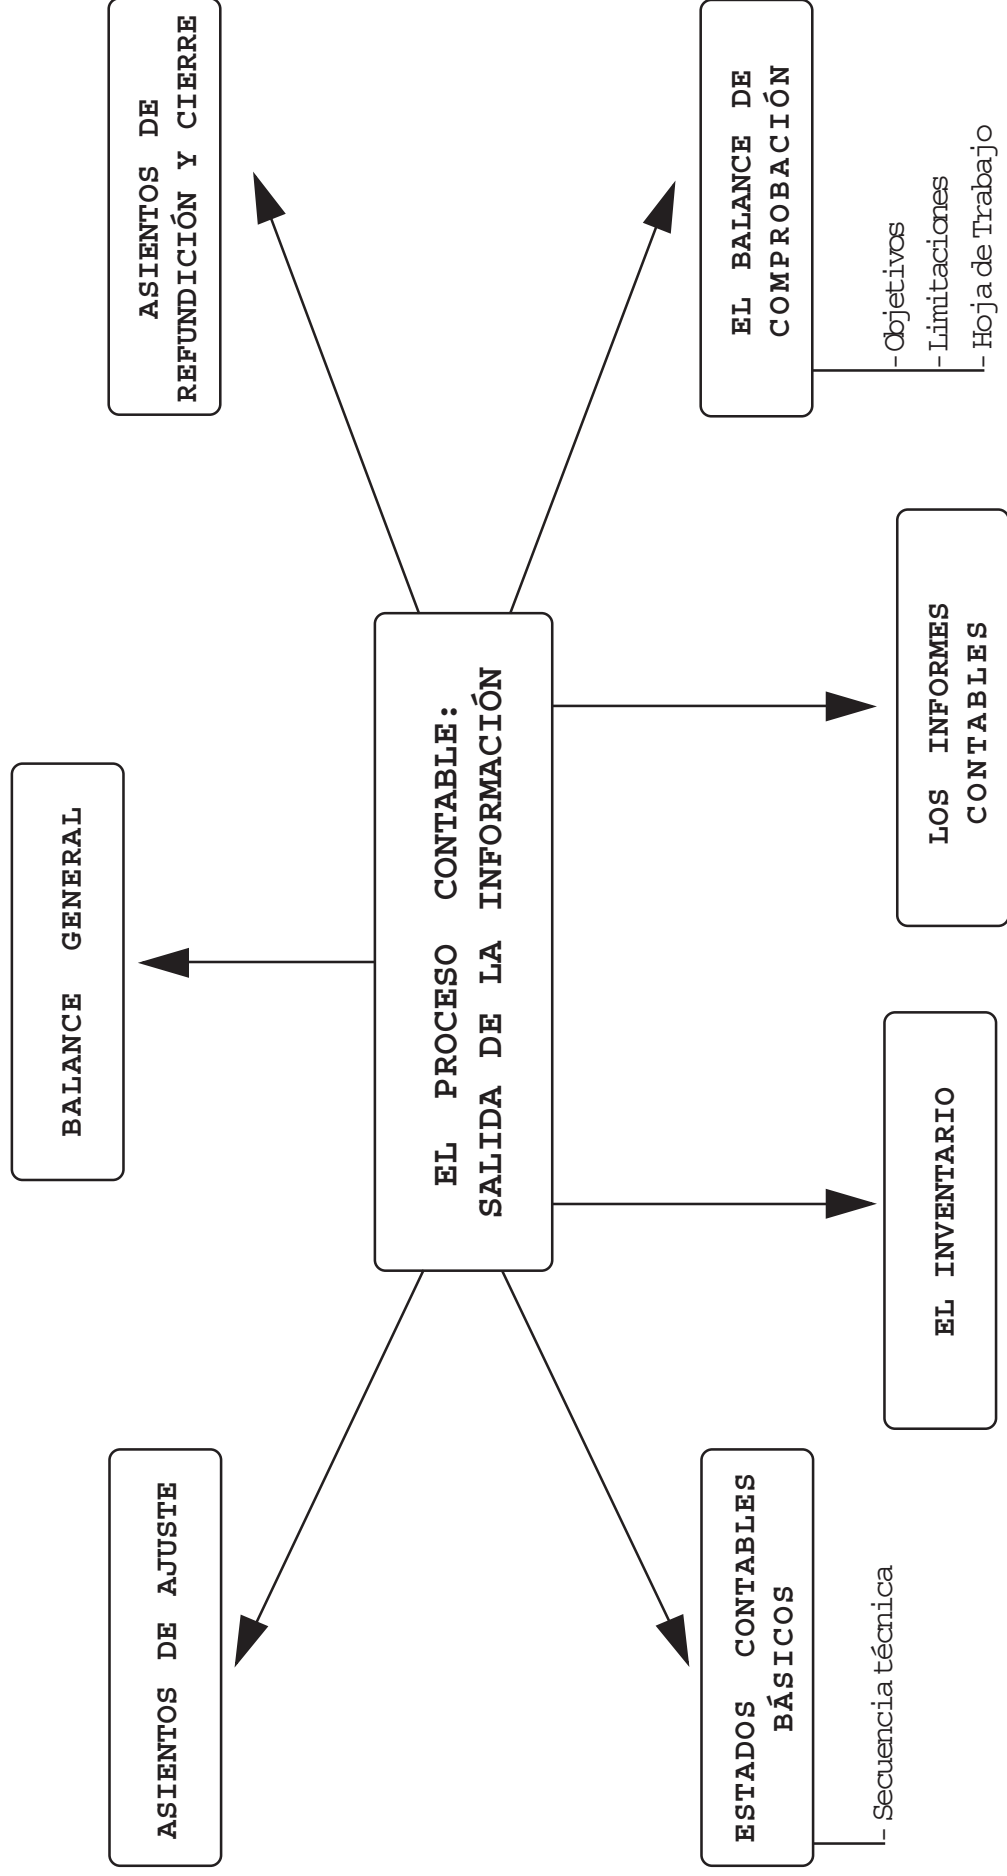 BALANCE GENERAL
ASIENTOS DE AJUSTE
ASIENTOS DE
REFUNDICIÓN Y CIERRE
EL PROCESO CONTABLE:
SALIDA DE LA INFORMACIÓN
ESTADOS CONTABLES
BÁSICOS
- Secuencia técnica
EL INVENTARIO
LOS INFORMES
CONTABLES
EL BALANCE DE
COMPROBACIÓN
- Objetivos
- Limitaciones
- Hoja de Trabajo